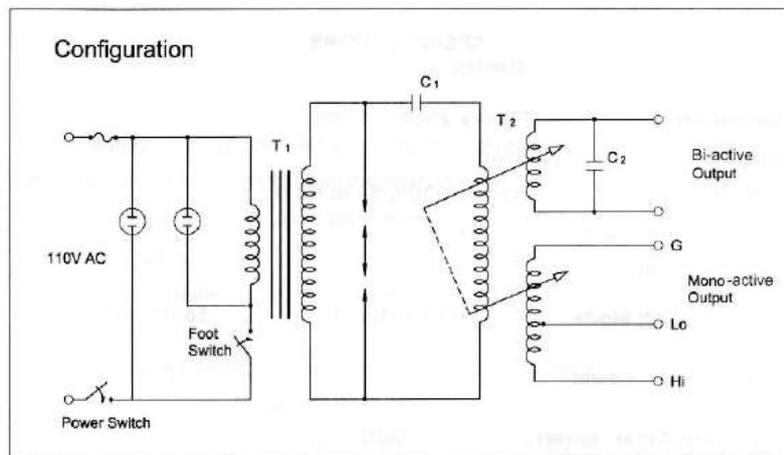 Configuration
C1
T1
T2
C2
Bi-active
Output
110V AC
G
Mono-active
Output
Foot
Switch
Lo
Hi
Power Switch